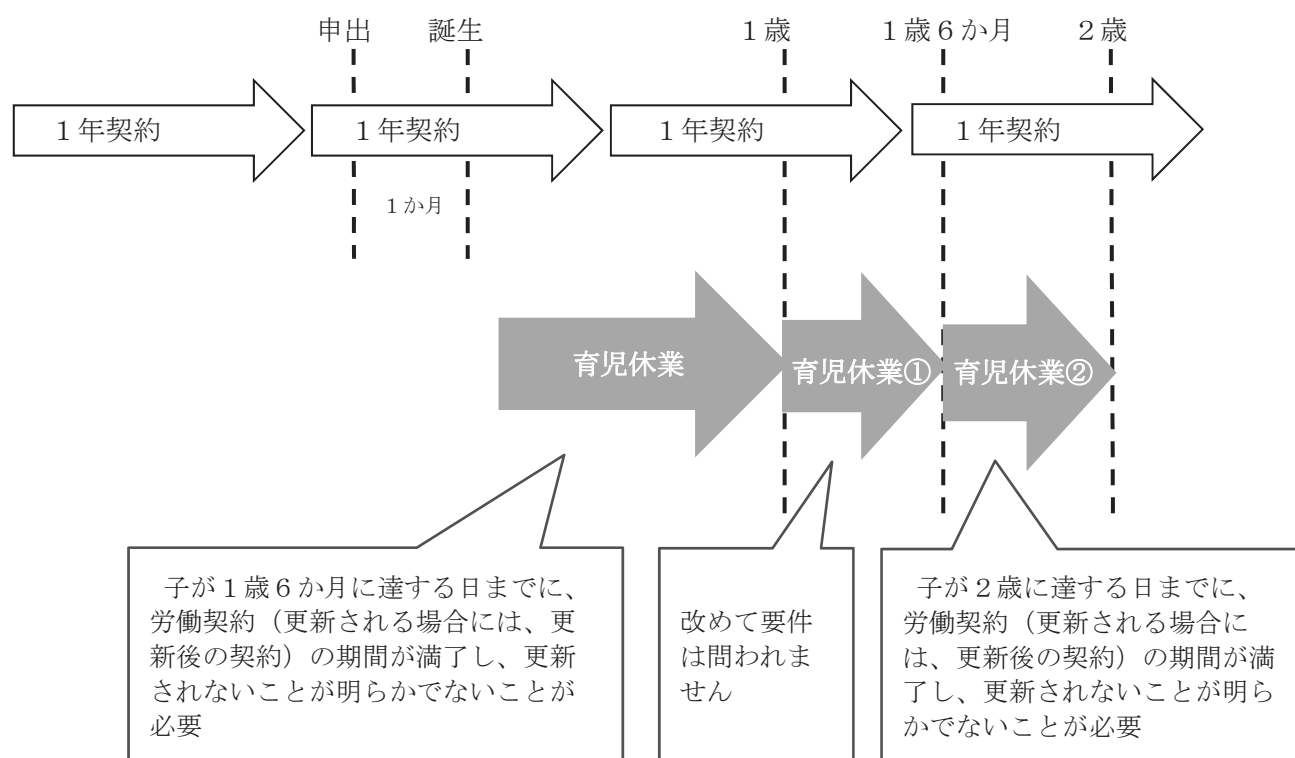 申出　誕生　１歳　１歳６か月　２歳
１年契約　１年契約　１年契約　１年契約
１か月
育児休業　育児休業①　育児休業②
子が１歳６か月に達する日までに、
労働契約（更新される場合には、更
新後の契約）の期間が満了し、更新
されないことが明らかでないことが
必要
改めて要件
は問われま
せん
子が２歳に達する日までに、
労働契約（更新される場合に
は、更新後の契約）の期間が満
了し、更新されないことが明ら
かでないことが必要